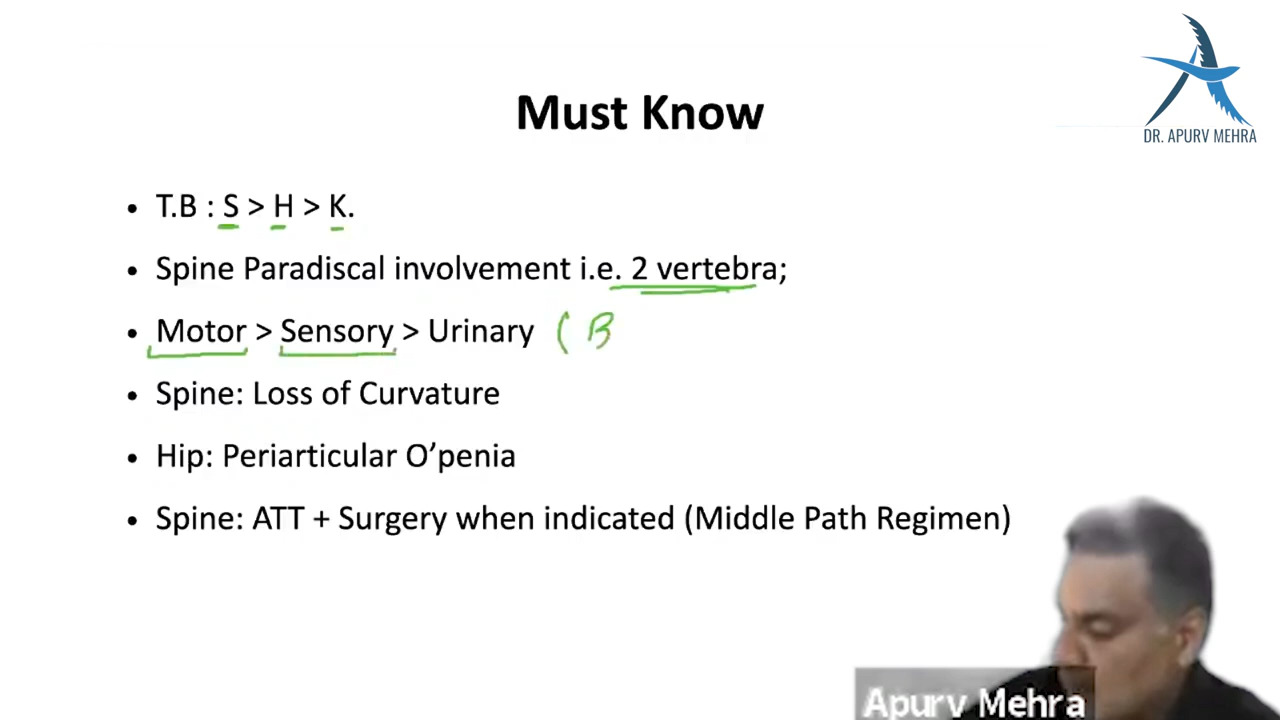 DR. APURV MEHRA
Must Know
• T.B : S > H > K.
• Spine Paradiscal involvement i.e. 2 vertebra;
• Motor > Sensory > Urinary ( B
• Spine: Loss of Curvature
• Hip: Periarticular O’penia
• Spine: ATT + Surgery when indicated (Middle Path Regimen)
Apurv Mehra